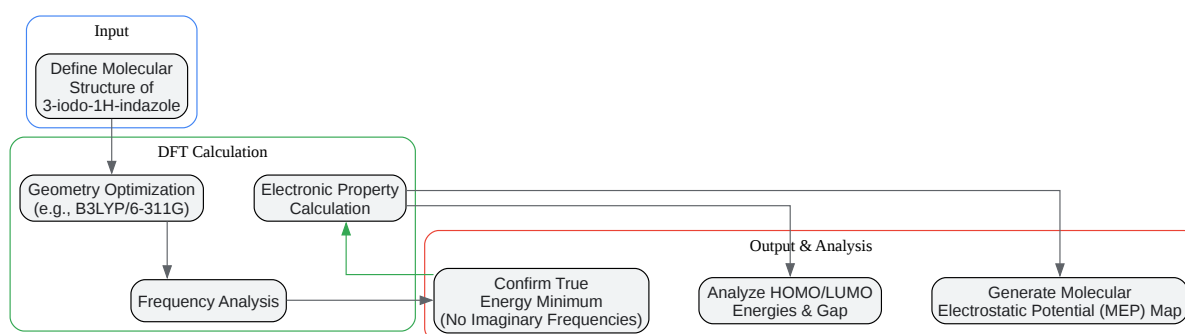 Input
Define Molecular
Structure of
3-iodo-1H-indazole
DFT Calculation
Geometry Optimization
(e.g., B3LYP/6-311G)
Electronic Property
Calculation
Frequency Analysis
Output & Analysis
Confirm True
Energy Minimum
(No Imaginary Frequencies)
Analyze HOMO/LUMO
Energies & Gap
Generate Molecular
Electrostatic Potential (MEP) Map